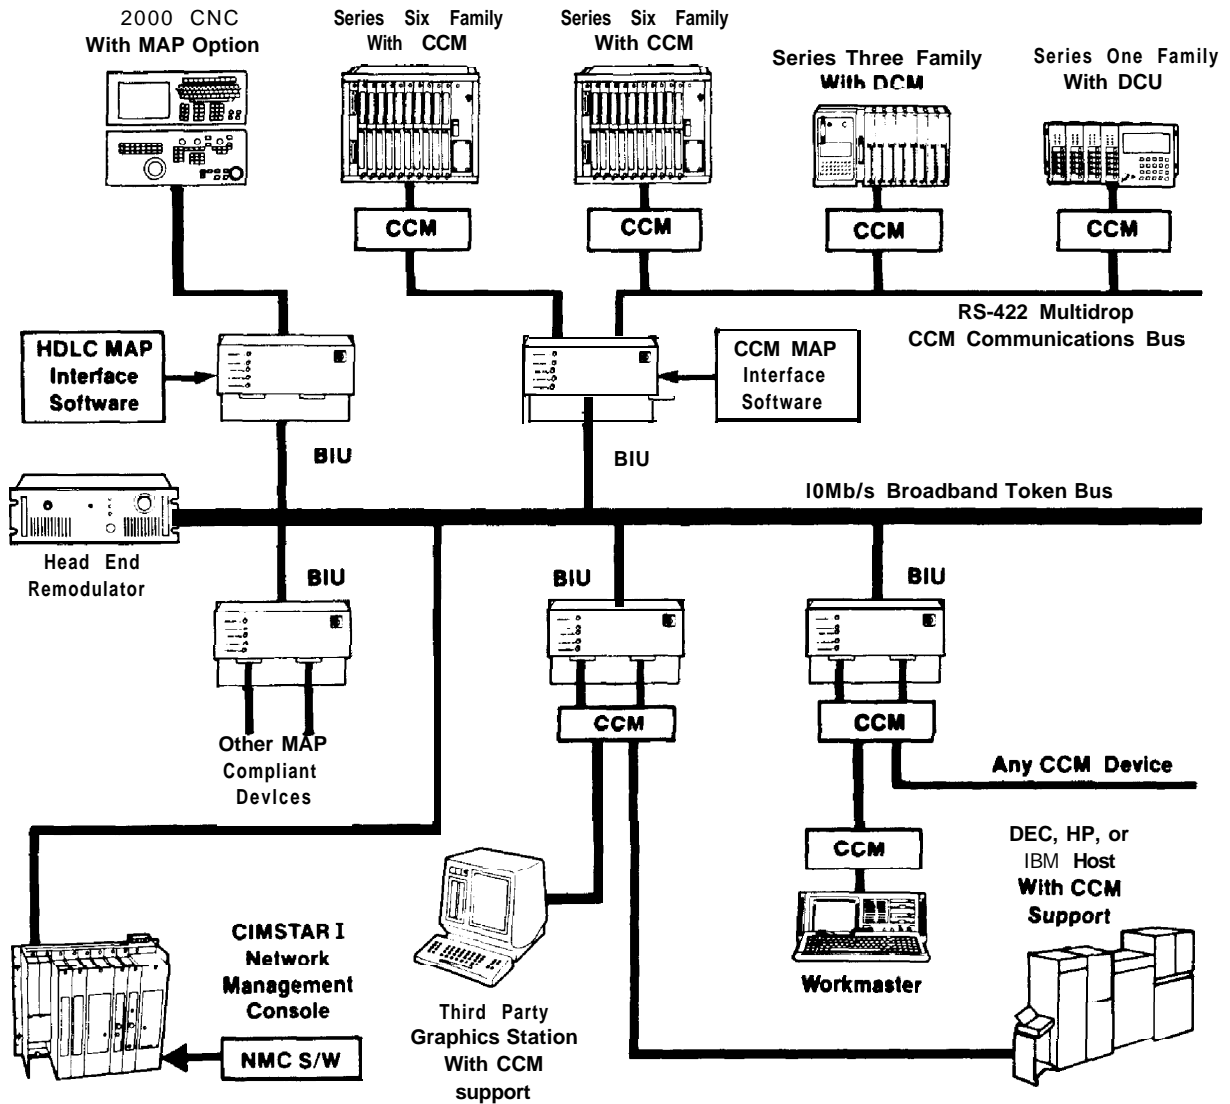 2000 CNC
With MAP Option
Series Six Family
With CCM
Series Six Family
With CCM
Series Three Family
With DCM
Series One Family
With DCU
CCM
CCM
CCM
CCM
RS-422 Multidrop
CCM Communications Bus
HDLC MAP
Interface
Software
CCM MAP
Interface
Software
BIU
BIU
I0Mb/s Broadband Token Bus
Head End
Remodulator
BIU
BIU
BIU
CCM
CCM
Other MAP
Compliant
DevIces
Any CCM Device
CCM
DEC, HP, or
IBM Host
With CCM
Support
CIMSTAR I
Network
Management
Console
NMC S/W
Workmaster
Third Party
Graphics Station
With CCM
support